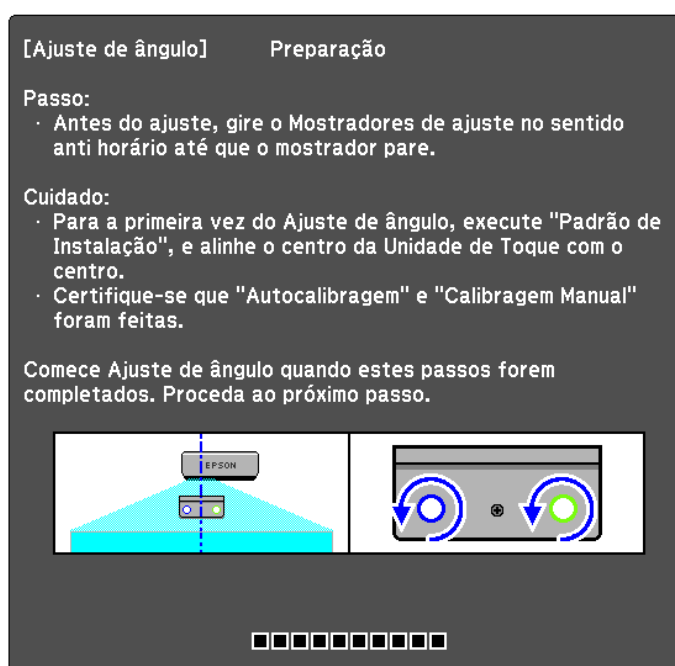 [Ajuste de ângulo] Preparação
Passo:
· Antes do ajuste, gire o Mostradores de ajuste no sentido
anti horário até que o mostrador pare.
Cuidado:
· Para a primeira vez do Ajuste de ângulo, execute "Padrão de
Instalação", e alinhe o centro da Unidade de Toque com o
centro.
· Certifique-se que "Autocalibragem" e "Calibragem Manual"
foram feitas.
Comece Ajuste de ângulo quando estes passos forem
completados. Proceda ao próximo passo.
EPSON